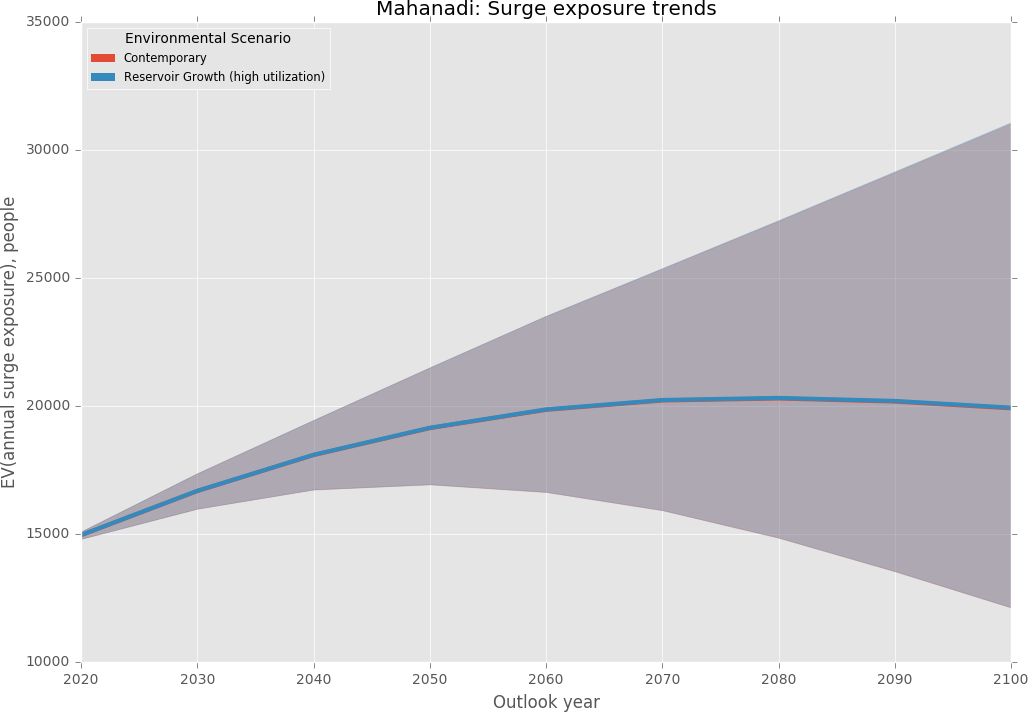 Mahanadi: Surge exposure trends
Environmental Scenario
Contemporary
Reservoir Growth (high utilization)
EV(annual surge exposure), people
35000
30000
25000
20000
15000
10000
2020 2030 2040 2050 2060 2070 2080 2090 2100
Outlook year